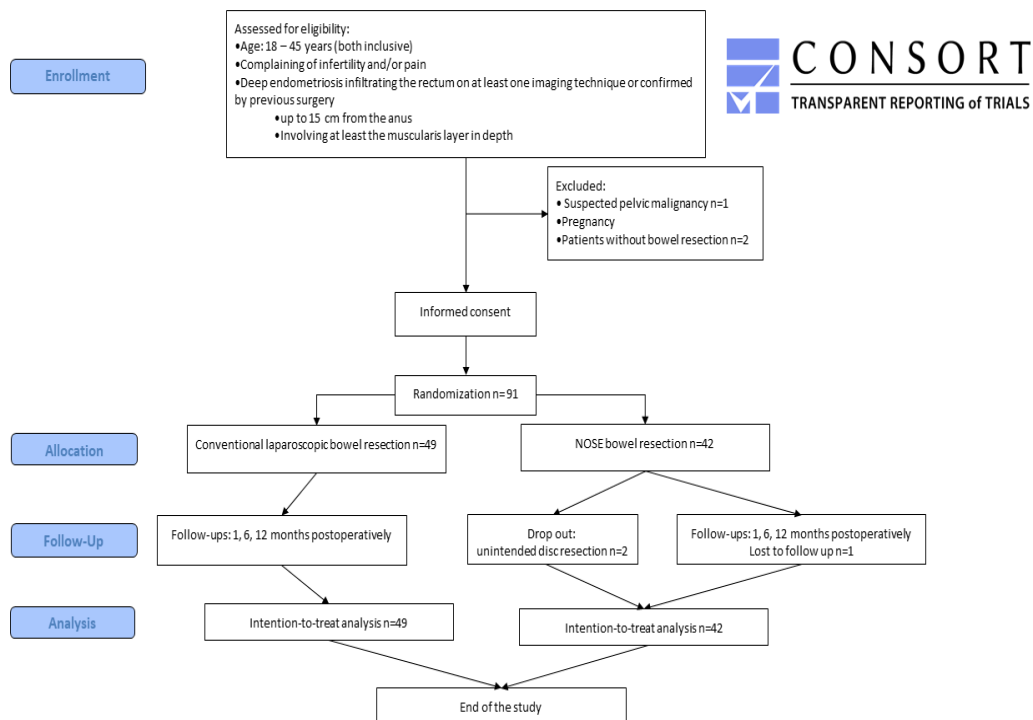 Assessed for eligibility:
•Age: 18 – 45 years (both inclusive)
•Complaining of infertility and/or pain
•Deep endometriosis infiltrating the rectum on at least one imaging technique or confirmed
by previous surgery
•up to 15 cm from the anus
•Involving at least the muscularis layer in depth
CONSORT
TRANSPARENT REPORTING of TRIALS
Enrollment
Excluded:
• Suspected pelvic malignancy n=1
•Pregnancy
•Patients without bowel resection n=2
Informed consent
Randomization n=91
Allocation
Conventional laparoscopic bowel resection n=49
NOSE bowel resection n=42
Follow-Up
Follow-ups: 1, 6, 12 months postoperatively
Drop out:
unintended disc resection n=2
Follow-ups: 1, 6, 12 months postoperatively
Lost to follow up n=1
Analysis
Intention-to-treat analysis n=49
Intention-to-treat analysis n=42
End of the study